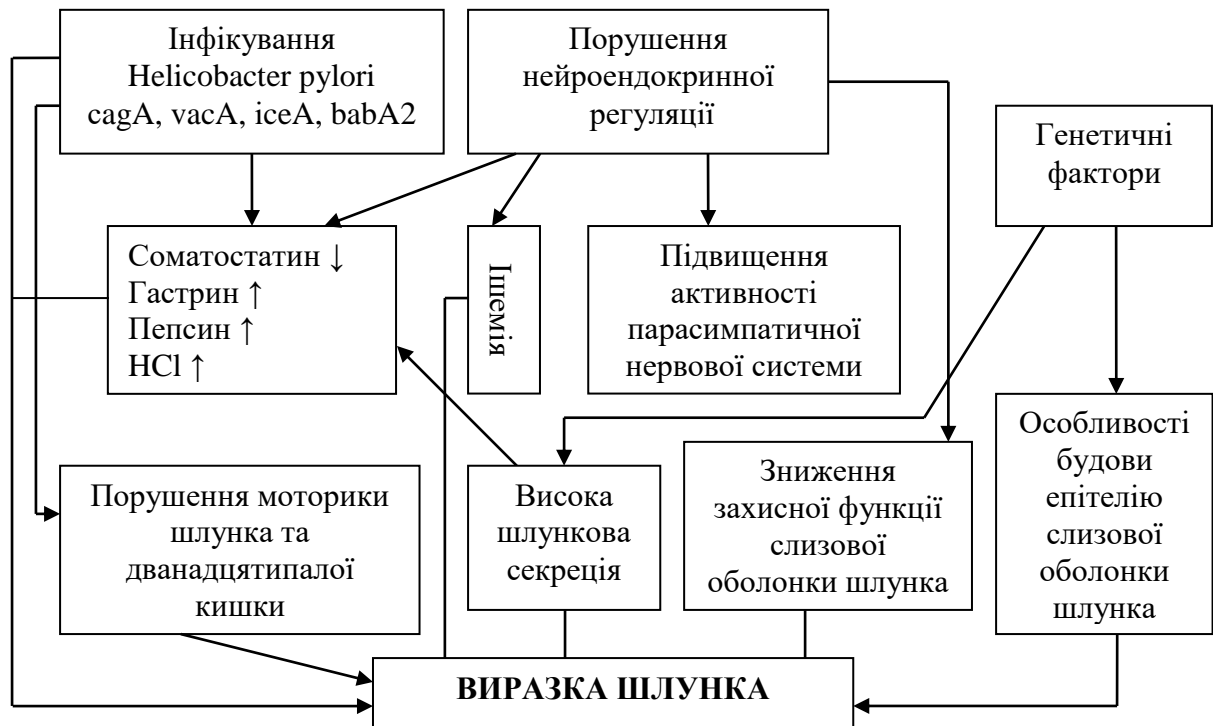 Інфікування
Helicobacter pylori
cagA, vacA, iceA, babA2
Порушення
нейроендокринної
регуляції
Генетичні
фактори
Соматостатин ↓
Гастрин ↑
Пепсин ↑
HCl ↑
Ішемія
Підвищення
активності
парасимпатичної
нервової системи
Порушення моторики
шлунка та
дванадцятипалої
кишки
Висока
шлункова
секреція
Зниження
захисної функції
слизової
оболонки шлунка
Особливості
будови
епітелію
слизової
оболонки
шлунка
ВИРАЗКА ШЛУНКА